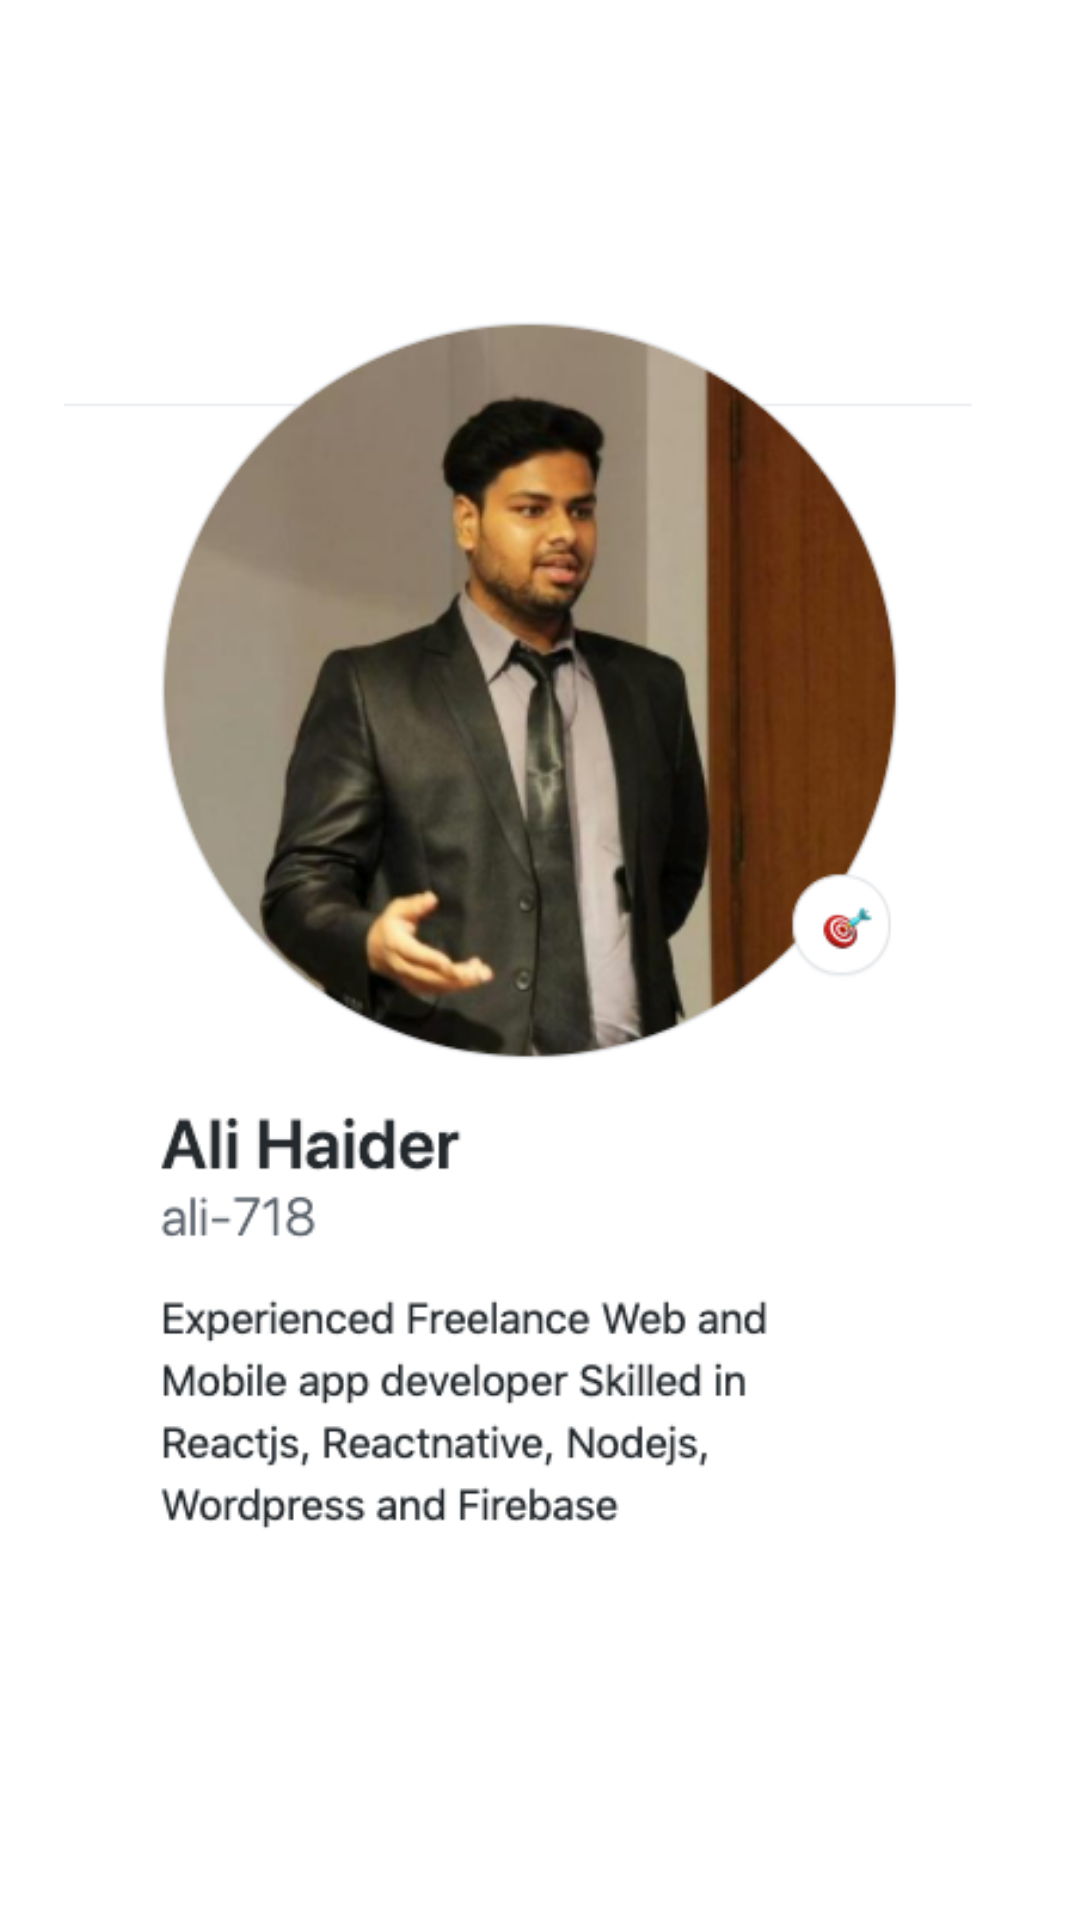 Ali Haider
ali-718
Experienced Freelance Web and
Mobile app developer Skilled in
Reactjs, Reactnative, Nodejs,
Wordpress and Firebase